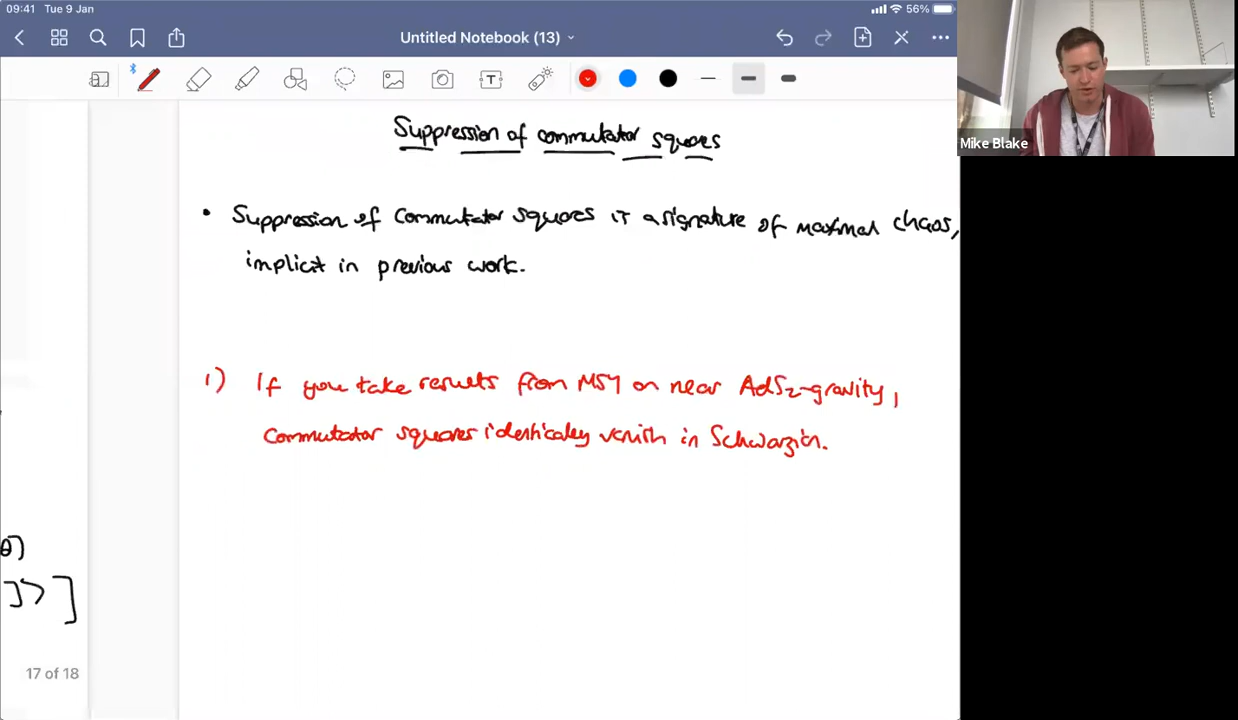 09:41 Tue 9 Jan
56%
Untitled Notebook (13)
Mike Blake
Suppression of commutator squares
• Suppression of commutator squares is a signature of maximal chaos,
implicit in previous work.
1) If you take results from MSY on near AdS2-gravity,
commutator squares identically vanish in Schwarzian.
θ)
]>]
17 of 18